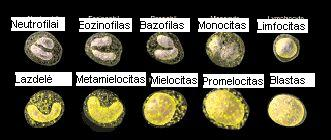 Neutrofilai Eozinofilas Bazofilas Monocitas Limfocitas
Lazdelė Metamielocitas Mielocitas Promelocitas Blastas